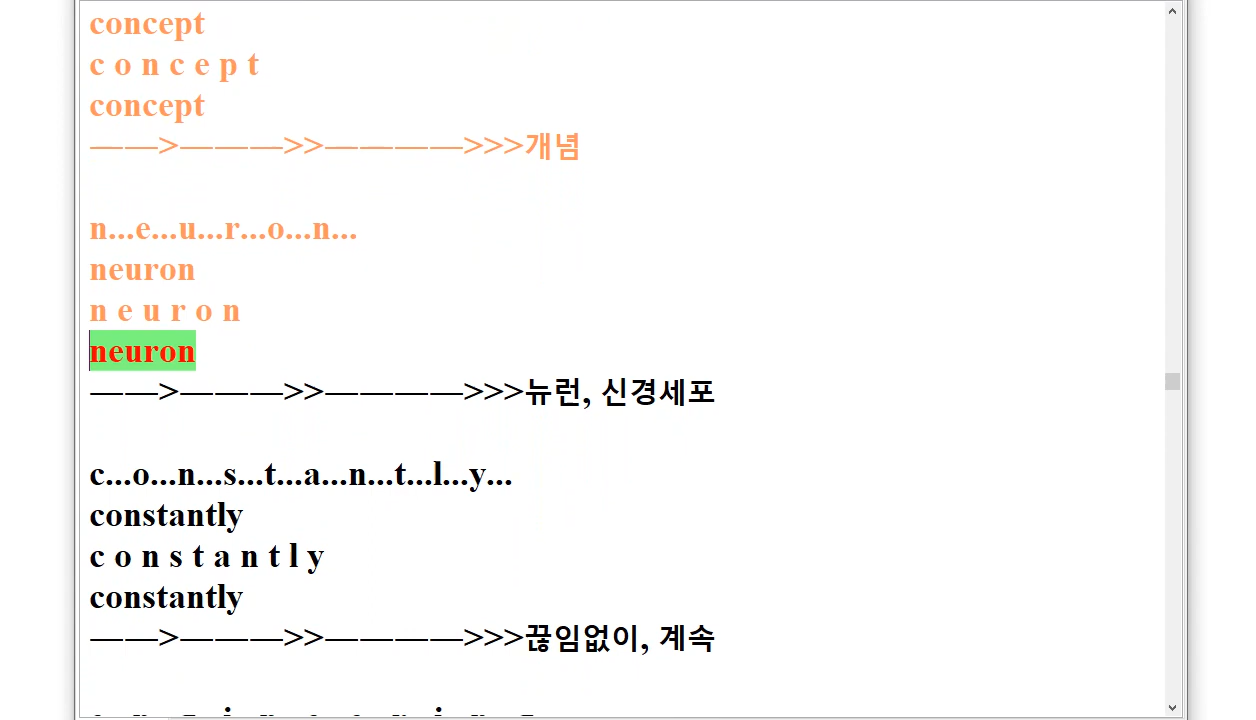 concept
c o n c e p t
concept
——>———>>————>>>개념
n...e...u...r...o...n...
neuron
n e u r o n
neuron
——>———>>————>>>뉴런, 신경세포
c...o...n...s...t...a...n...t...l...y...
constantly
c o n s t a n t l y
constantly
——>———>>————>>>끊임없이, 계속